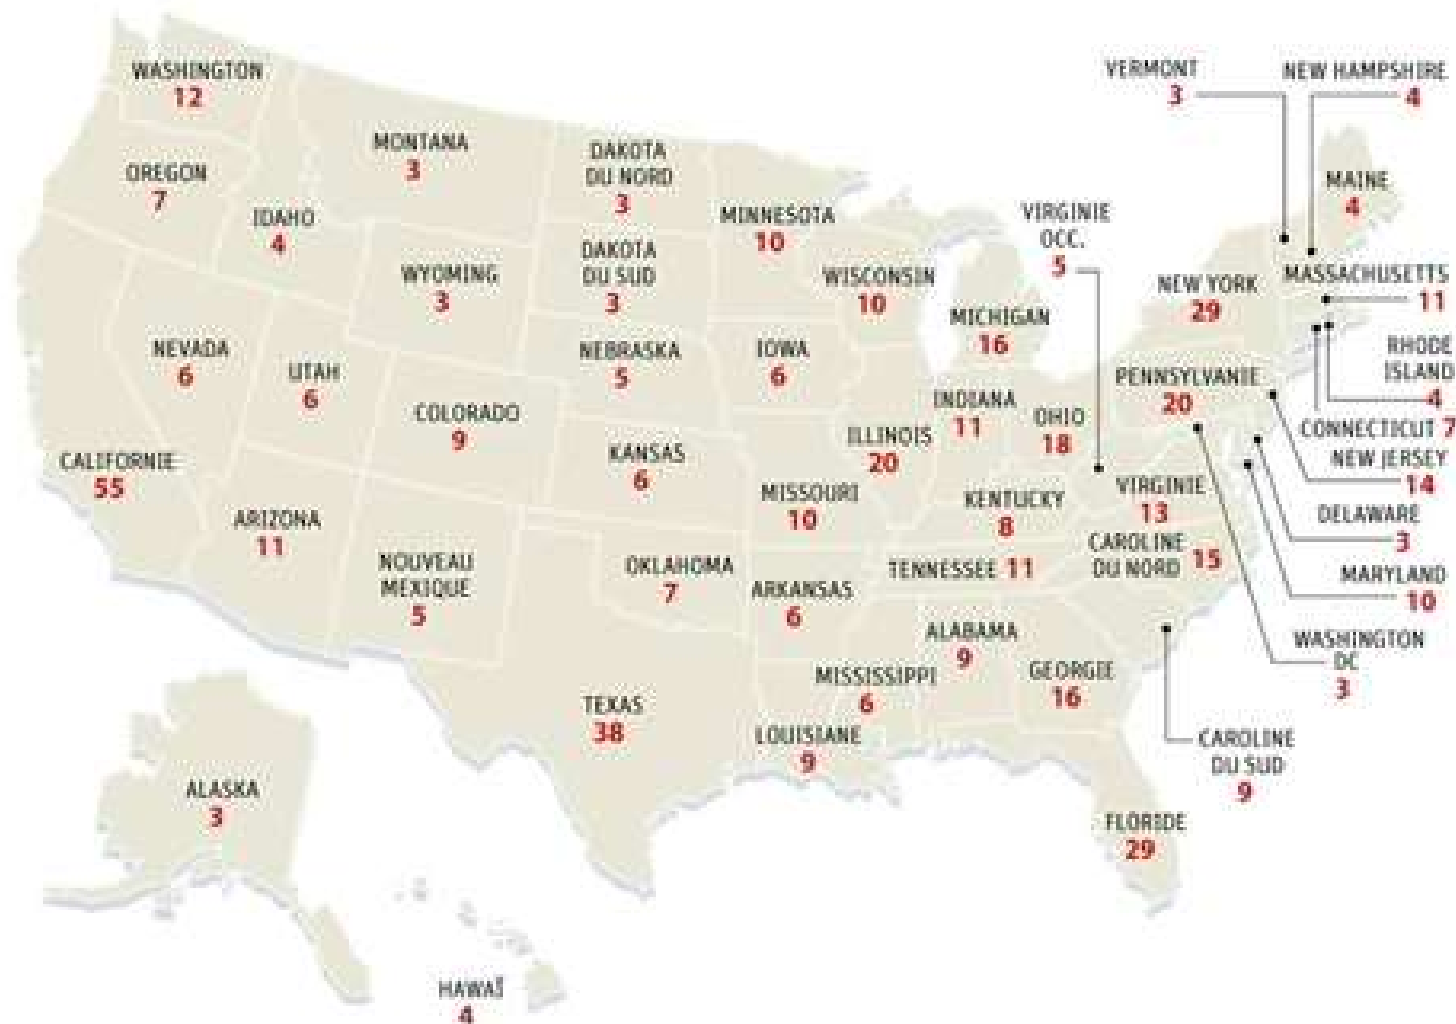 WASHINGTON
12
OREGON
7
IDAHO
4
MONTANA
3
DAKOTA
DU NORD
3
MINNESOTA
10
DAKOTA
DU SUD
3
WYOMING
3
WISCONSIN
10
MICHIGAN
16
VIRGINIE
OCC.
5
VERMONT
3
NEW HAMPSHIRE
4
MAINE
4
NEW YORK
29
MASSACHUSETTS
11
RHODE
ISLAND
4
CONNECTICUT 7
NEW JERSEY
14
DELAWARE
3
MARYLAND
10
WASHINGTON
DC
3
CAROLINE
DU SUD
9
NEVADA
6
UTAH
6
COLORADO
9
NEBRASKA
5
IOWA
6
ILLINOIS
20
INDIANA
11
OHIO
18
PENNSYLVANIE
20
CALIFORNIE
55
ARIZONA
11
NOUVEAU
MEXIQUE
5
KANSAS
6
MISSOURI
10
KENTUCKY
8
VIRGINIE
13
CAROLINE
DU NORD 15
TENNESSEE 11
OKLAHOMA
7
ARKANSAS
6
ALABAMA
9
MISSISSIPPI
6
GEORGIE
16
TEXAS
38
LOUISIANE
9
FLORIDE
29
ALASKA
3
HAWAÏ
4